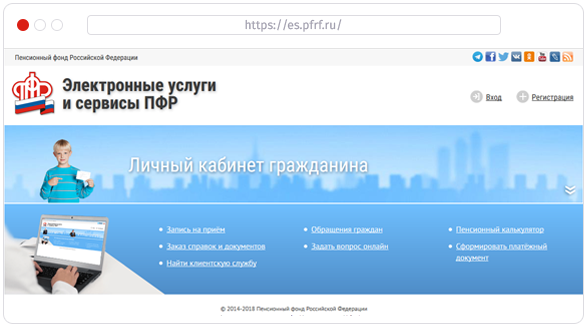 https://es.pfrf.ru/
Пенсионный фонд Российской Федерации
Электронные услуги
и сервисы ПФР
Вход
Регистрация
Личный кабинет гражданина
Запись на приём
Заказ справок и документов
Найти клиентскую службу
Обращения граждан
Задать вопрос онлайн
Пенсионный калькулятор
Сформировать платёжный
документ
© 2014-2018 Пенсионный фонд Российской Федерации